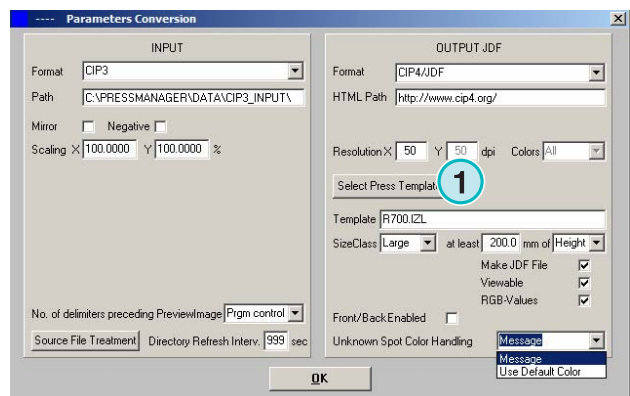 ---- Parameters Conversion
INPUT
Format CIP3
Path C:\PRESSMANAGER\DATA\CIP3_INPUT\
Mirror Negative
Scaling X 100.0000 Y 100.0000 %
No. of delimiters preceding PreviewImage Prgm control
Source File Treatment Directory Refresh Interv. 999 sec
OUTPUT JDF
Format CIP4/JDF
HTML Path http://www.cip4.org/
Resolution X 50 Y 50 dpi Colors All
Select Press Template
1
Template R700.IZL
SizeClass Large at least 200.0 mm of Height
Make JDF File
Viewable
RGB-Values
Front/Back Enabled
Unknown Spot Color Handling Message
Message
Use Default Color
OK